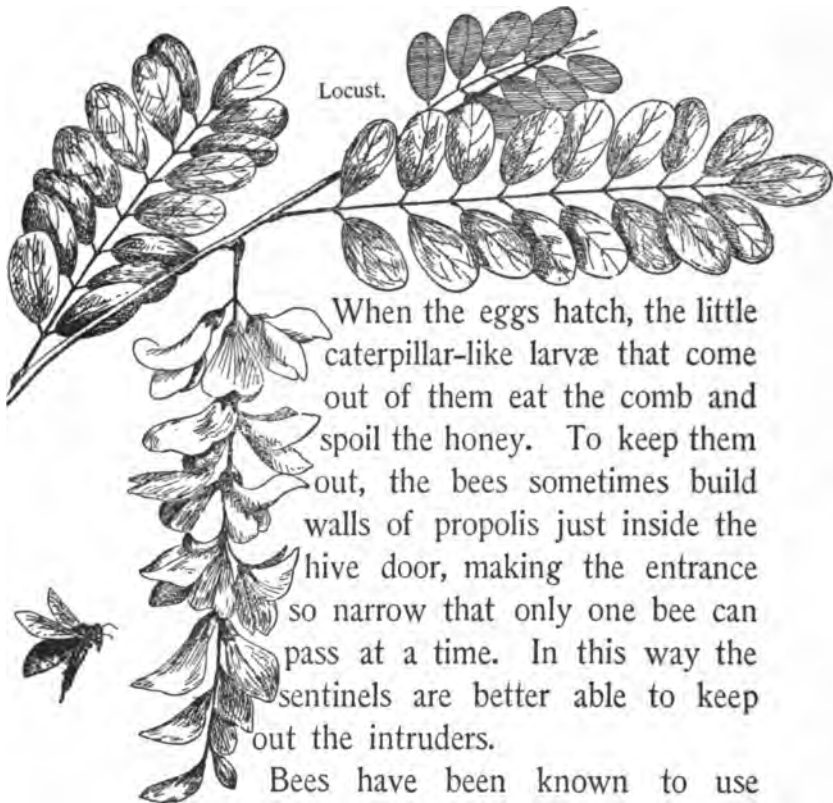 Locust.
When the eggs hatch, the little
caterpillar-like larvæ that come
out of them eat the comb and
spoil the honey. To keep them
out, the bees sometimes build
walls of propolis just inside the
hive door, making the entrance
so narrow that only one bee can
pass at a time. In this way the
sentinels are better able to keep
out the intruders.
Bees have been known to use